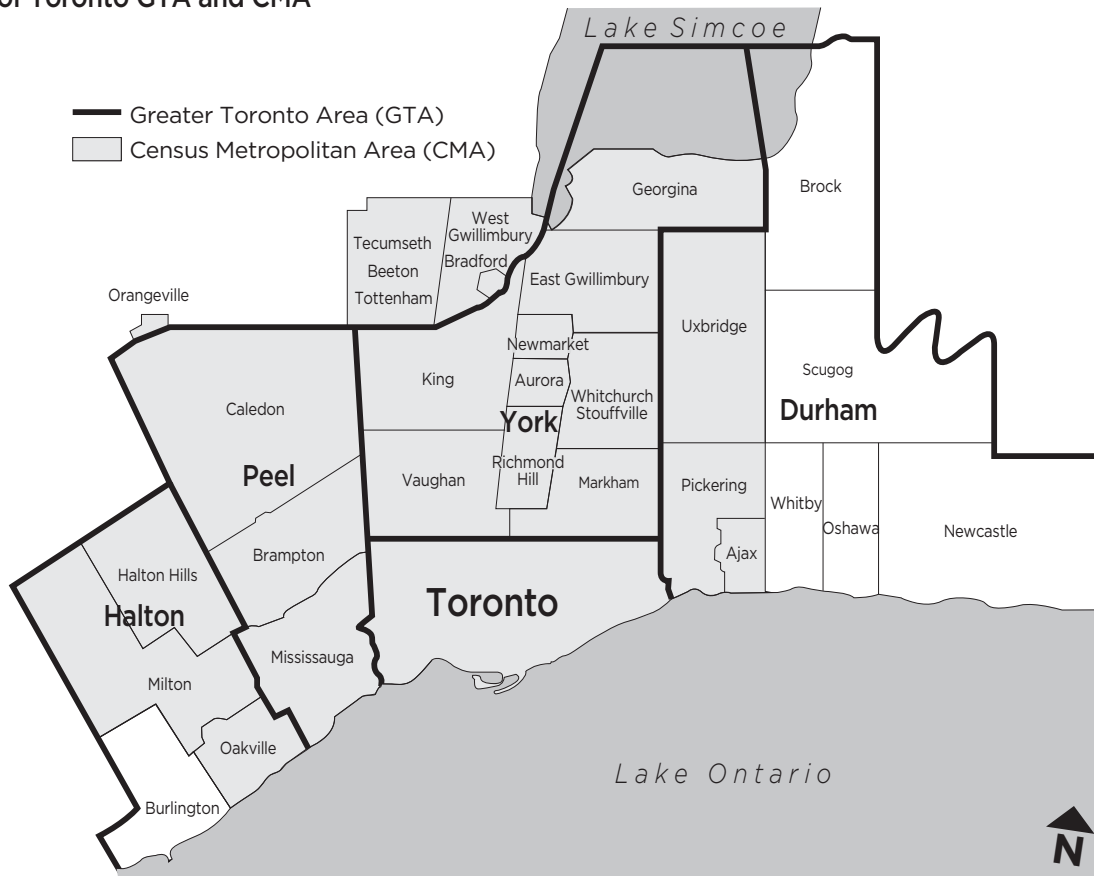 or Toronto GTA and CMA
Lake Simcoe
Greater Toronto Area (GTA)
Census Metropolitan Area (CMA)
Georgina
Brock
West
Gwillimbury
Bradford
Tecumseth
Beeton
Tottenham
East Gwillimbury
Orangeville
Uxbridge
Newmarket
King
Aurora
Whitchurch
Stouffville
Scugog
Durham
Caledon
York
Peel
Vaughan
Richmond
Hill
Markham
Pickering
Whitby
Oshawa
Newcastle
Brampton
Ajax
Halton Hills
Halton
Toronto
Mississauga
Milton
Oakville
Burlington
Lake Ontario
N